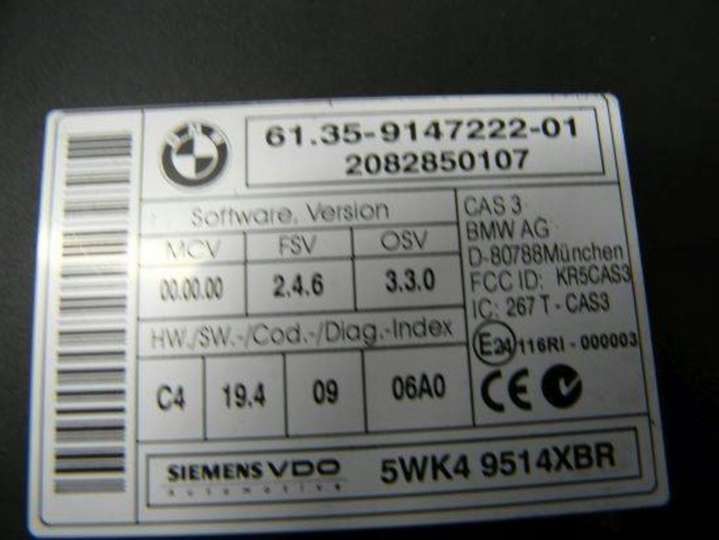 BMW
61.35-9147222-01
2082850107
Software, Version
MCV FSV OSV
00.00.00 2.4.6 3.3.0
HW./SW.-/Cod.-/Diag.-Index
C4 19.4 09 06A0
CAS 3
BMW AG
D-80788München
FCC ID: KR5CAS3
IC: 267 T - CAS3
E24 116RI - 000003
CE
SIEMENS VDO
Automotive
5WK4 9514XBR